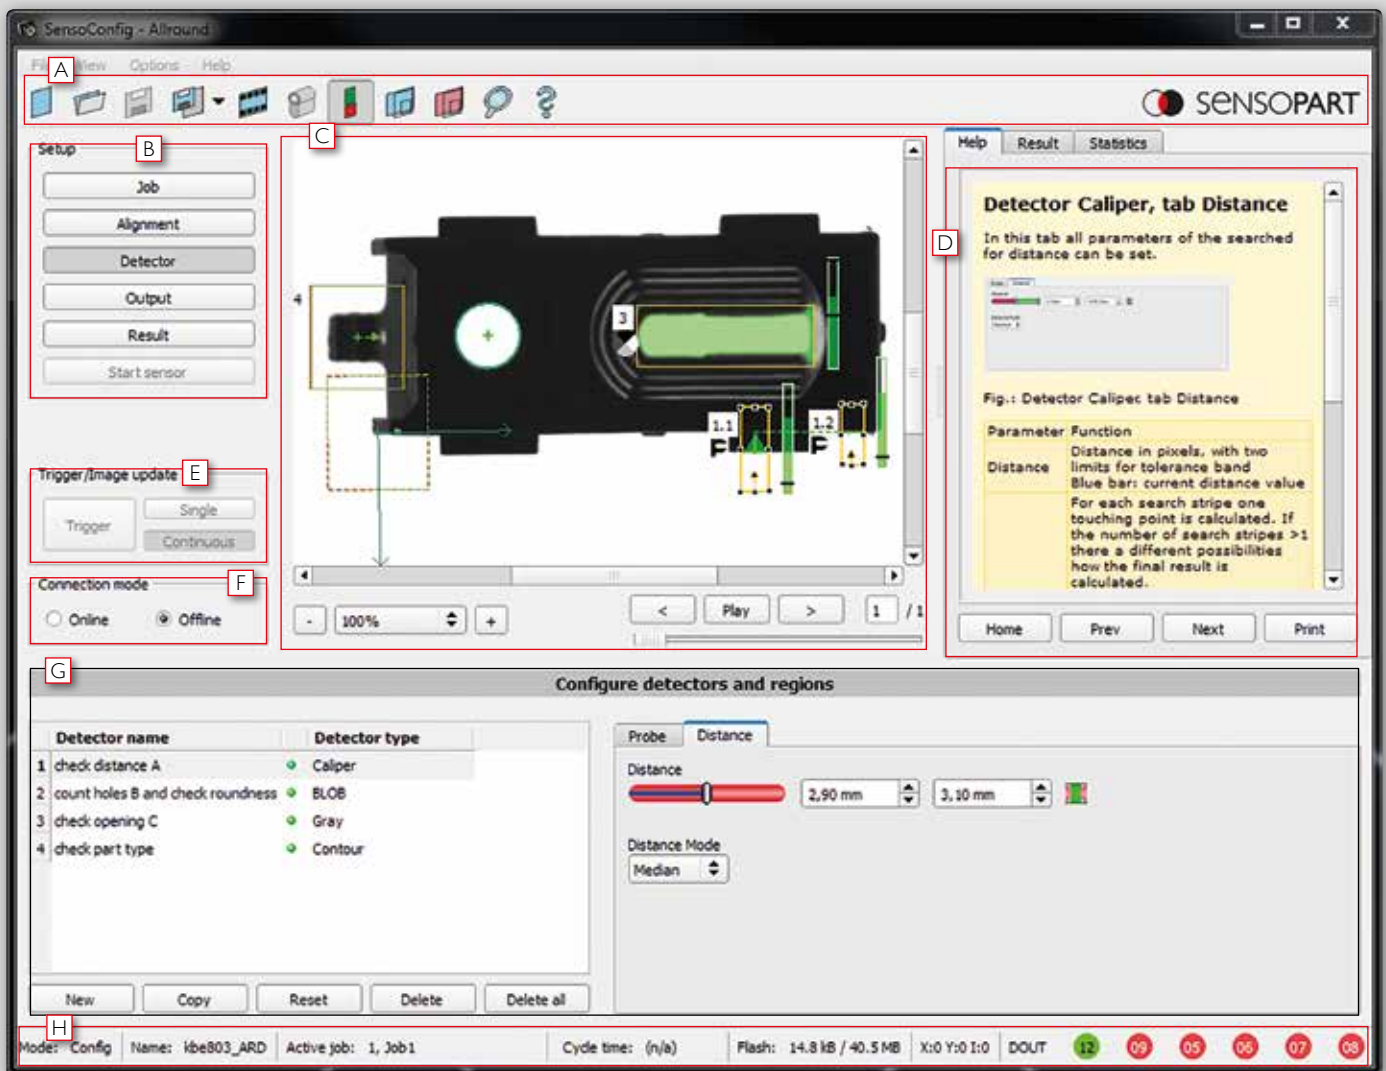 SensoConfig - Allround
View Options Help
A
SENSOPART
B
Setup
Job
Alignment
Detector
Output
Result
Start sensor
C
4
3
1.1
1.2
- 100% +
< Play > 1 / 1
Help Result Statistics
D
Detector Caliper, tab Distance
In this tab all parameters of the searched
for distance can be set.
Fig.: Detector Caliper, tab Distance
Parameter Function
Distance Distance in pixels, with two
limits for tolerance band
Blue bar: current distance value
For each search stripe one
touching point is calculated. If
the number of search stripes >1
there a different possibilities
how the final result is
calculated.
Home Prev Next Print
E
Trigger/Image update
Trigger
Single
Continuous
F
Connection mode
Online Offline
G
Configure detectors and regions
Detector name Detector type
1 check distance A Caliper
2 count holes B and check roundness BLOB
3 check opening C Gray
4 check part type Contour
New Copy Reset Delete Delete all
Probe Distance
Distance
2,90 mm 3,10 mm
Distance Mode
Median
H
Mode: Config Name: kbe803_ARD Active job: 1, Job1 Cycle time: (n/a) Flash: 14.8 kB / 40.5 MB X:0 Y:0 I:0 DOUT 12 09 05 06 07 08